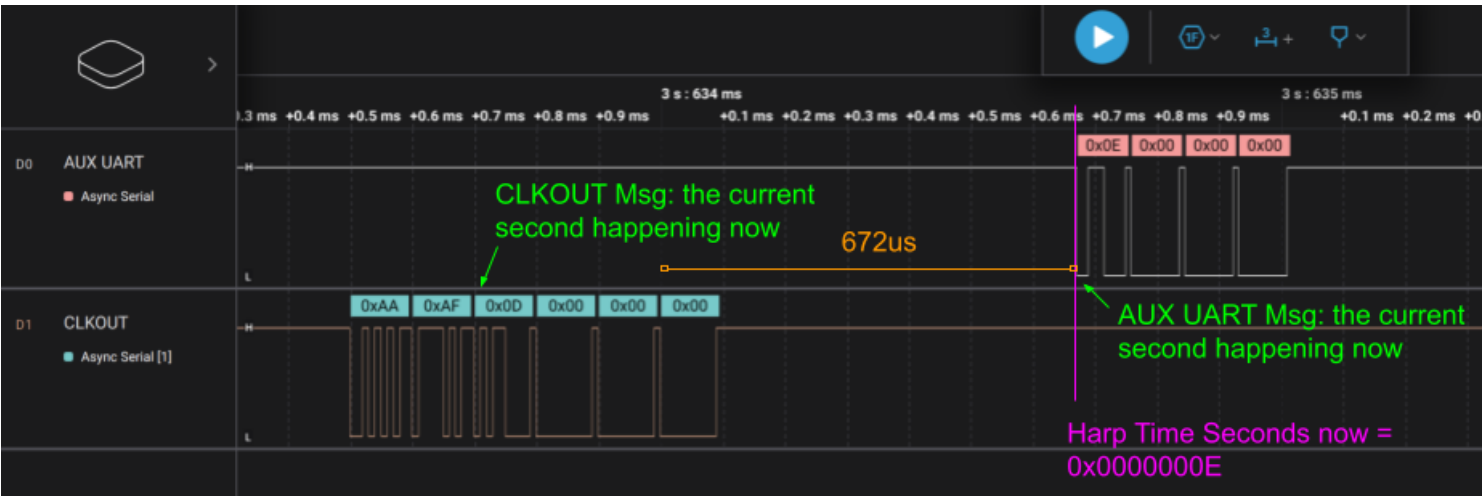 3 s : 634 ms
3 s : 635 ms
0.3 ms +0.4 ms +0.5 ms +0.6 ms +0.7 ms +0.8 ms +0.9 ms +0.1 ms +0.2 ms +0.3 ms +0.4 ms +0.5 ms +0.6 ms +0.7 ms +0.8 ms +0.9 ms +0.1 ms +0.2 ms
1F
3
+
D0
AUX UART
Async Serial
H
L
0x0E 0x00 0x00 0x00
CLKOUT Msg: the current
second happening now
672us
D1
CLKOUT
Async Serial [1]
H
L
0xAA 0xAF 0x0D 0x00 0x00 0x00
AUX UART Msg: the current
second happening now
Harp Time Seconds now =
0x0000000E